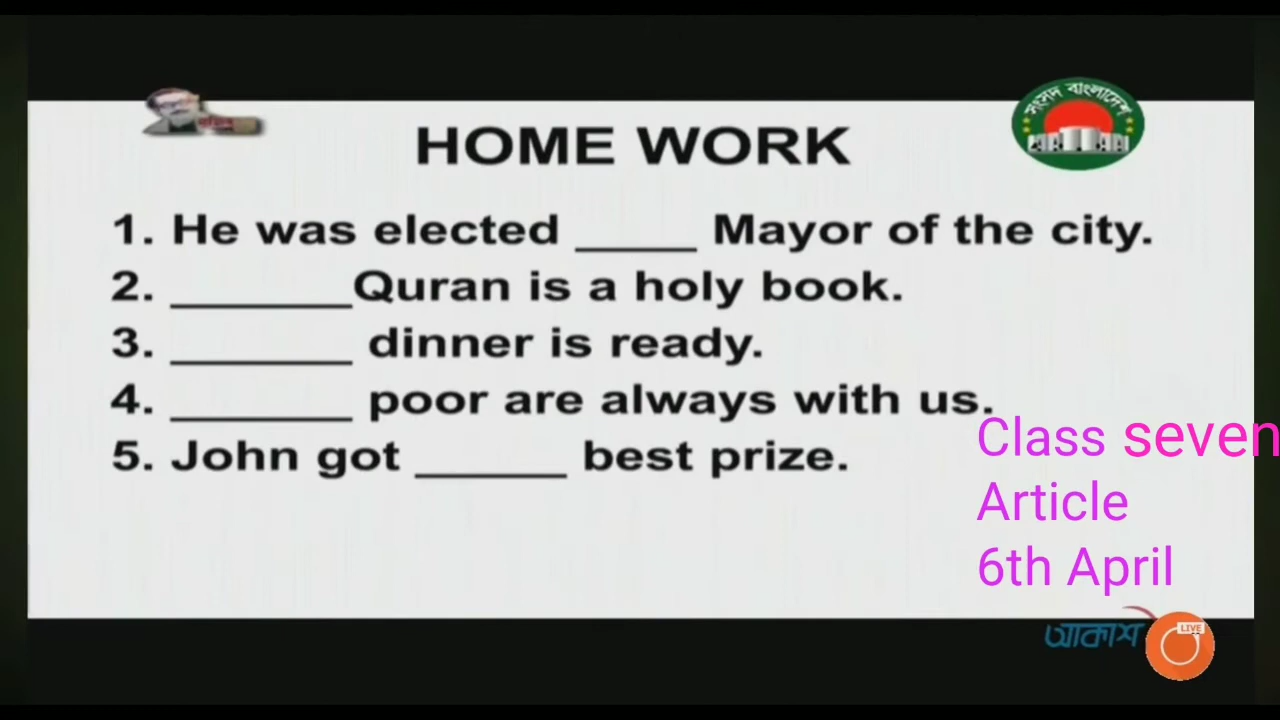 সংসদ বাংলাদেশ
HOME WORK
1. He was elected _____ Mayor of the city.
2. ________Quran is a holy book.
3. ________ dinner is ready.
4. ________ poor are always with us.
5. John got _______ best prize.
Class seven
Article
6th April
আকাশ
LIVE